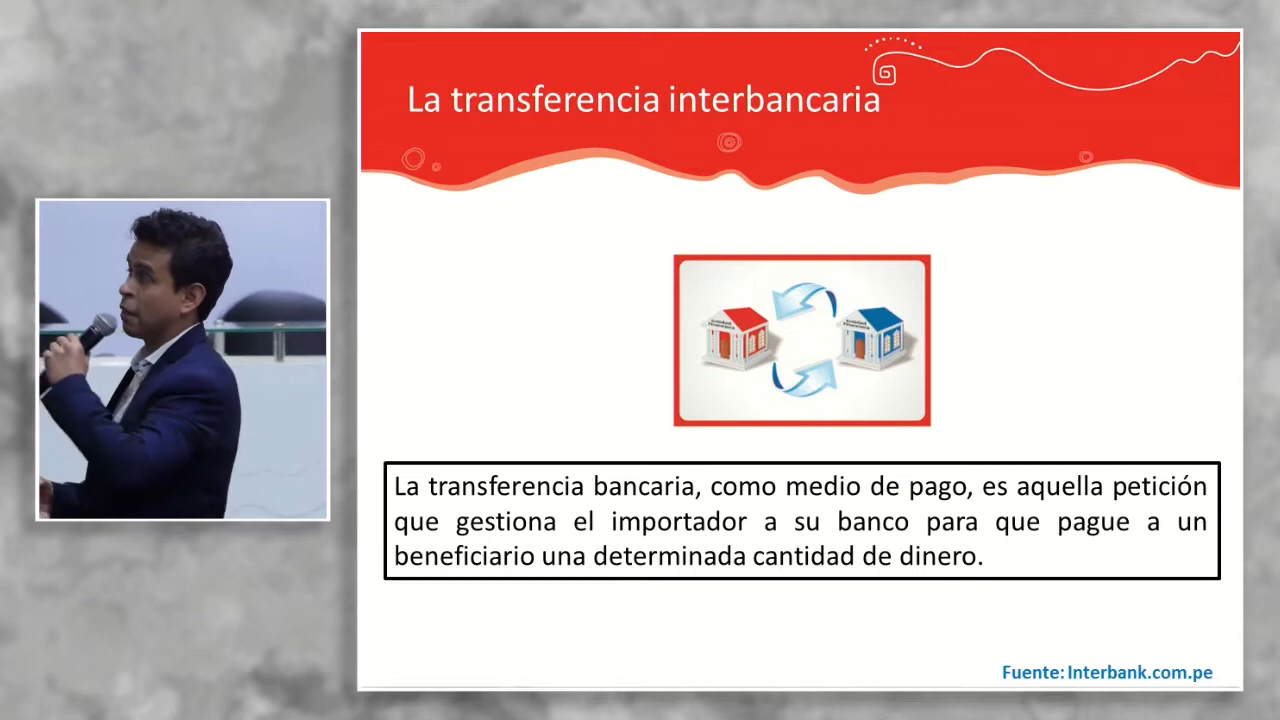 La transferencia interbancaria
La transferencia bancaria, como medio de pago, es aquella petición
que gestiona el importador a su banco para que pague a un
beneficiario una determinada cantidad de dinero.
Fuente: Interbank.com.pe